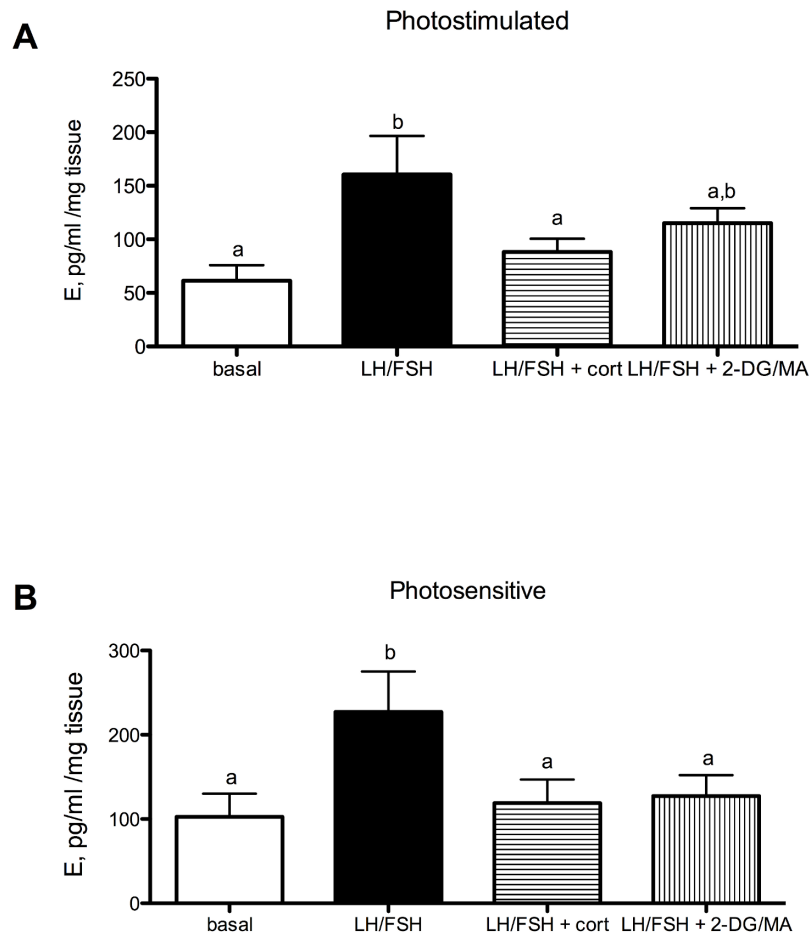 Photostimulated
A
250
200
150
100
50
0
E, pg/ml /mg tissue
a
b
a
a,b
basal
LH/FSH
LH/FSH + cort
LH/FSH + 2-DG/MA
Photosensitive
B
300
200
100
0
E, pg/ml /mg tissue
a
b
a
a
basal
LH/FSH
LH/FSH + cort
LH/FSH + 2-DG/MA